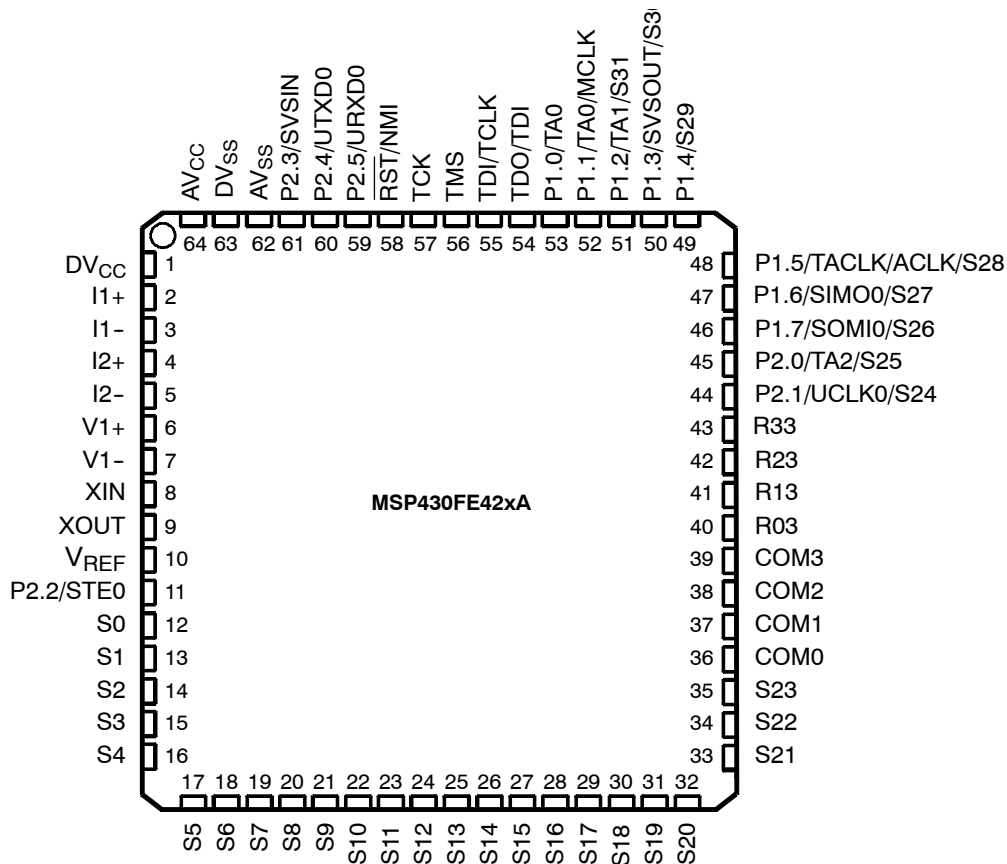 AVCC
DVSS
AVSS
P2.3/SVSIN
P2.4/UTXD0
P2.5/URXD0
RST/NMI
TCK
TMS
TDI/TCLK
TDO/TDI
P1.0/TA0
P1.1/TA0/MCLK
P1.2/TA1/S31
P1.3/SVSOUT/S3
P1.4/S29
64 63 62 61 60 59 58 57 56 55 54 53 52 51 50 49
DVCC 1
I1+ 2
I1- 3
I2+ 4
I2- 5
V1+ 6
V1- 7
XIN 8
XOUT 9
VREF 10
P2.2/STE0 11
S0 12
S1 13
S2 14
S3 15
S4 16
MSP430FE42xA
48 P1.5/TACLK/ACLK/S28
47 P1.6/SIMO0/S27
46 P1.7/SOMI0/S26
45 P2.0/TA2/S25
44 P2.1/UCLK0/S24
43 R33
42 R23
41 R13
40 R03
39 COM3
38 COM2
37 COM1
36 COM0
35 S23
34 S22
33 S21
17 18 19 20 21 22 23 24 25 26 27 28 29 30 31 32
S5
S6
S7
S8
S9
S10
S11
S12
S13
S14
S15
S16
S17
S18
S19
S20